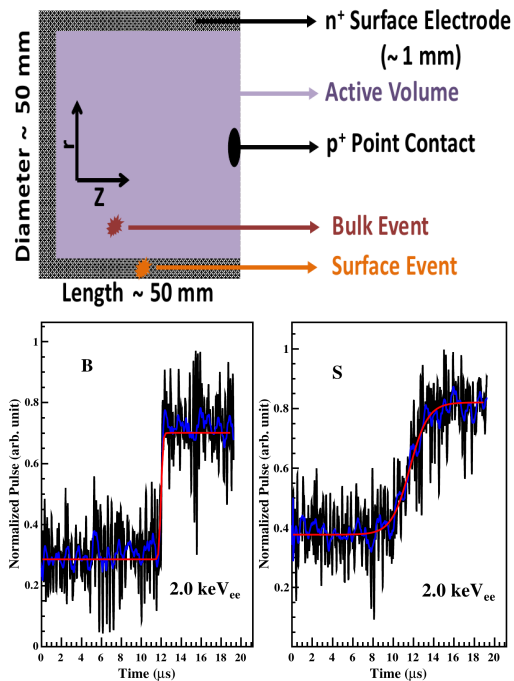 n+ Surface Electrode
(~ 1 mm)
Active Volume
p+ Point Contact
Bulk Event
Surface Event
Diameter ~ 50 mm
r
Z
Length ~ 50 mm
B
Normalized Pulse (arb. unit)
1
0.8
0.6
0.4
0.2
0
2.0 keVee
0 2 4 6 8 10 12 14 16 18 20
Time (μs)
S
Normalized Pulse (arb. unit)
1
0.8
0.6
0.4
0.2
2.0 keVee
0 2 4 6 8 10 12 14 16 18 20
Time (μs)